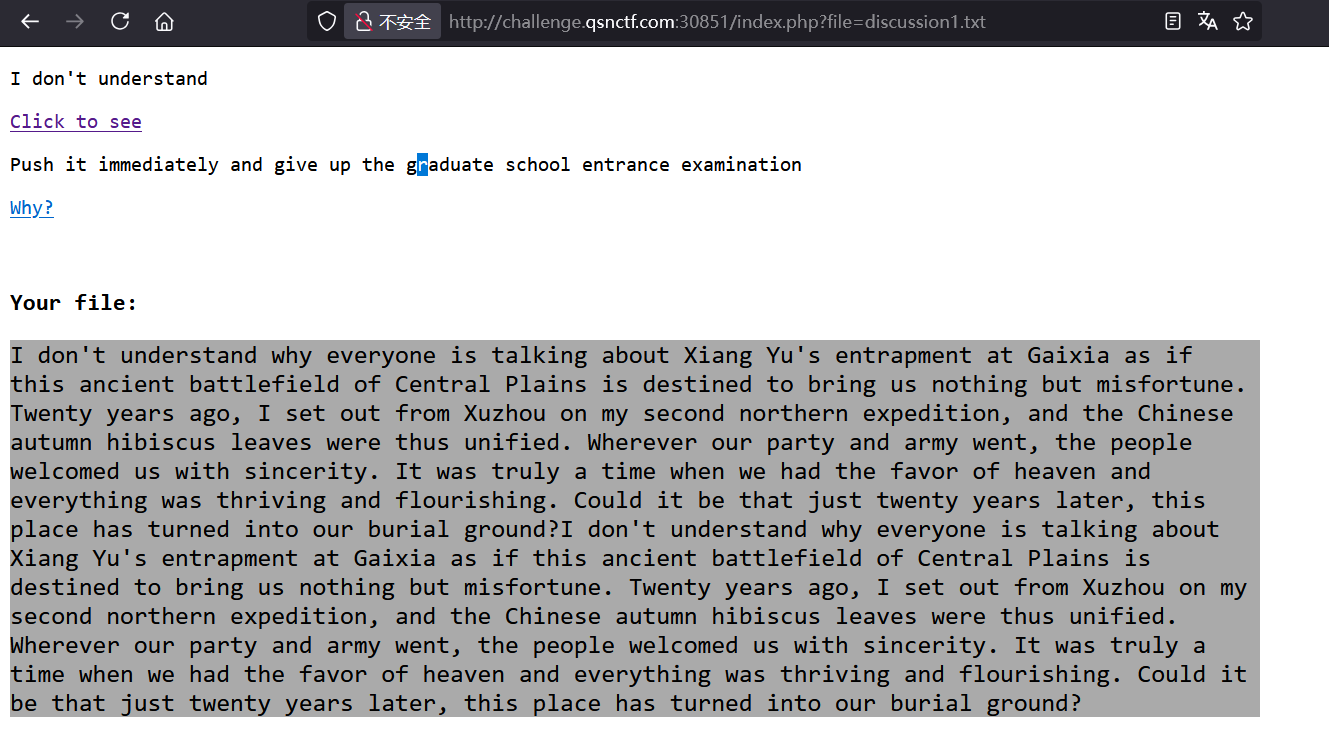 不安全
http://challenge.qsnctf.com:30851/index.php?file=discussion1.txt
I don't understand
Click to see
Push it immediately and give up the graduate school entrance examination
Why?
Your file:
I don't understand why everyone is talking about Xiang Yu's entrapment at Gaixia as if
this ancient battlefield of Central Plains is destined to bring us nothing but misfortune.
Twenty years ago, I set out from Xuzhou on my second northern expedition, and the Chinese
autumn hibiscus leaves were thus unified. Wherever our party and army went, the people
welcomed us with sincerity. It was truly a time when we had the favor of heaven and
everything was thriving and flourishing. Could it be that just twenty years later, this
place has turned into our burial ground?I don't understand why everyone is talking about
Xiang Yu's entrapment at Gaixia as if this ancient battlefield of Central Plains is
destined to bring us nothing but misfortune. Twenty years ago, I set out from Xuzhou on my
second northern expedition, and the Chinese autumn hibiscus leaves were thus unified.
Wherever our party and army went, the people welcomed us with sincerity. It was truly a
time when we had the favor of heaven and everything was thriving and flourishing. Could it
be that just twenty years later, this place has turned into our burial ground?